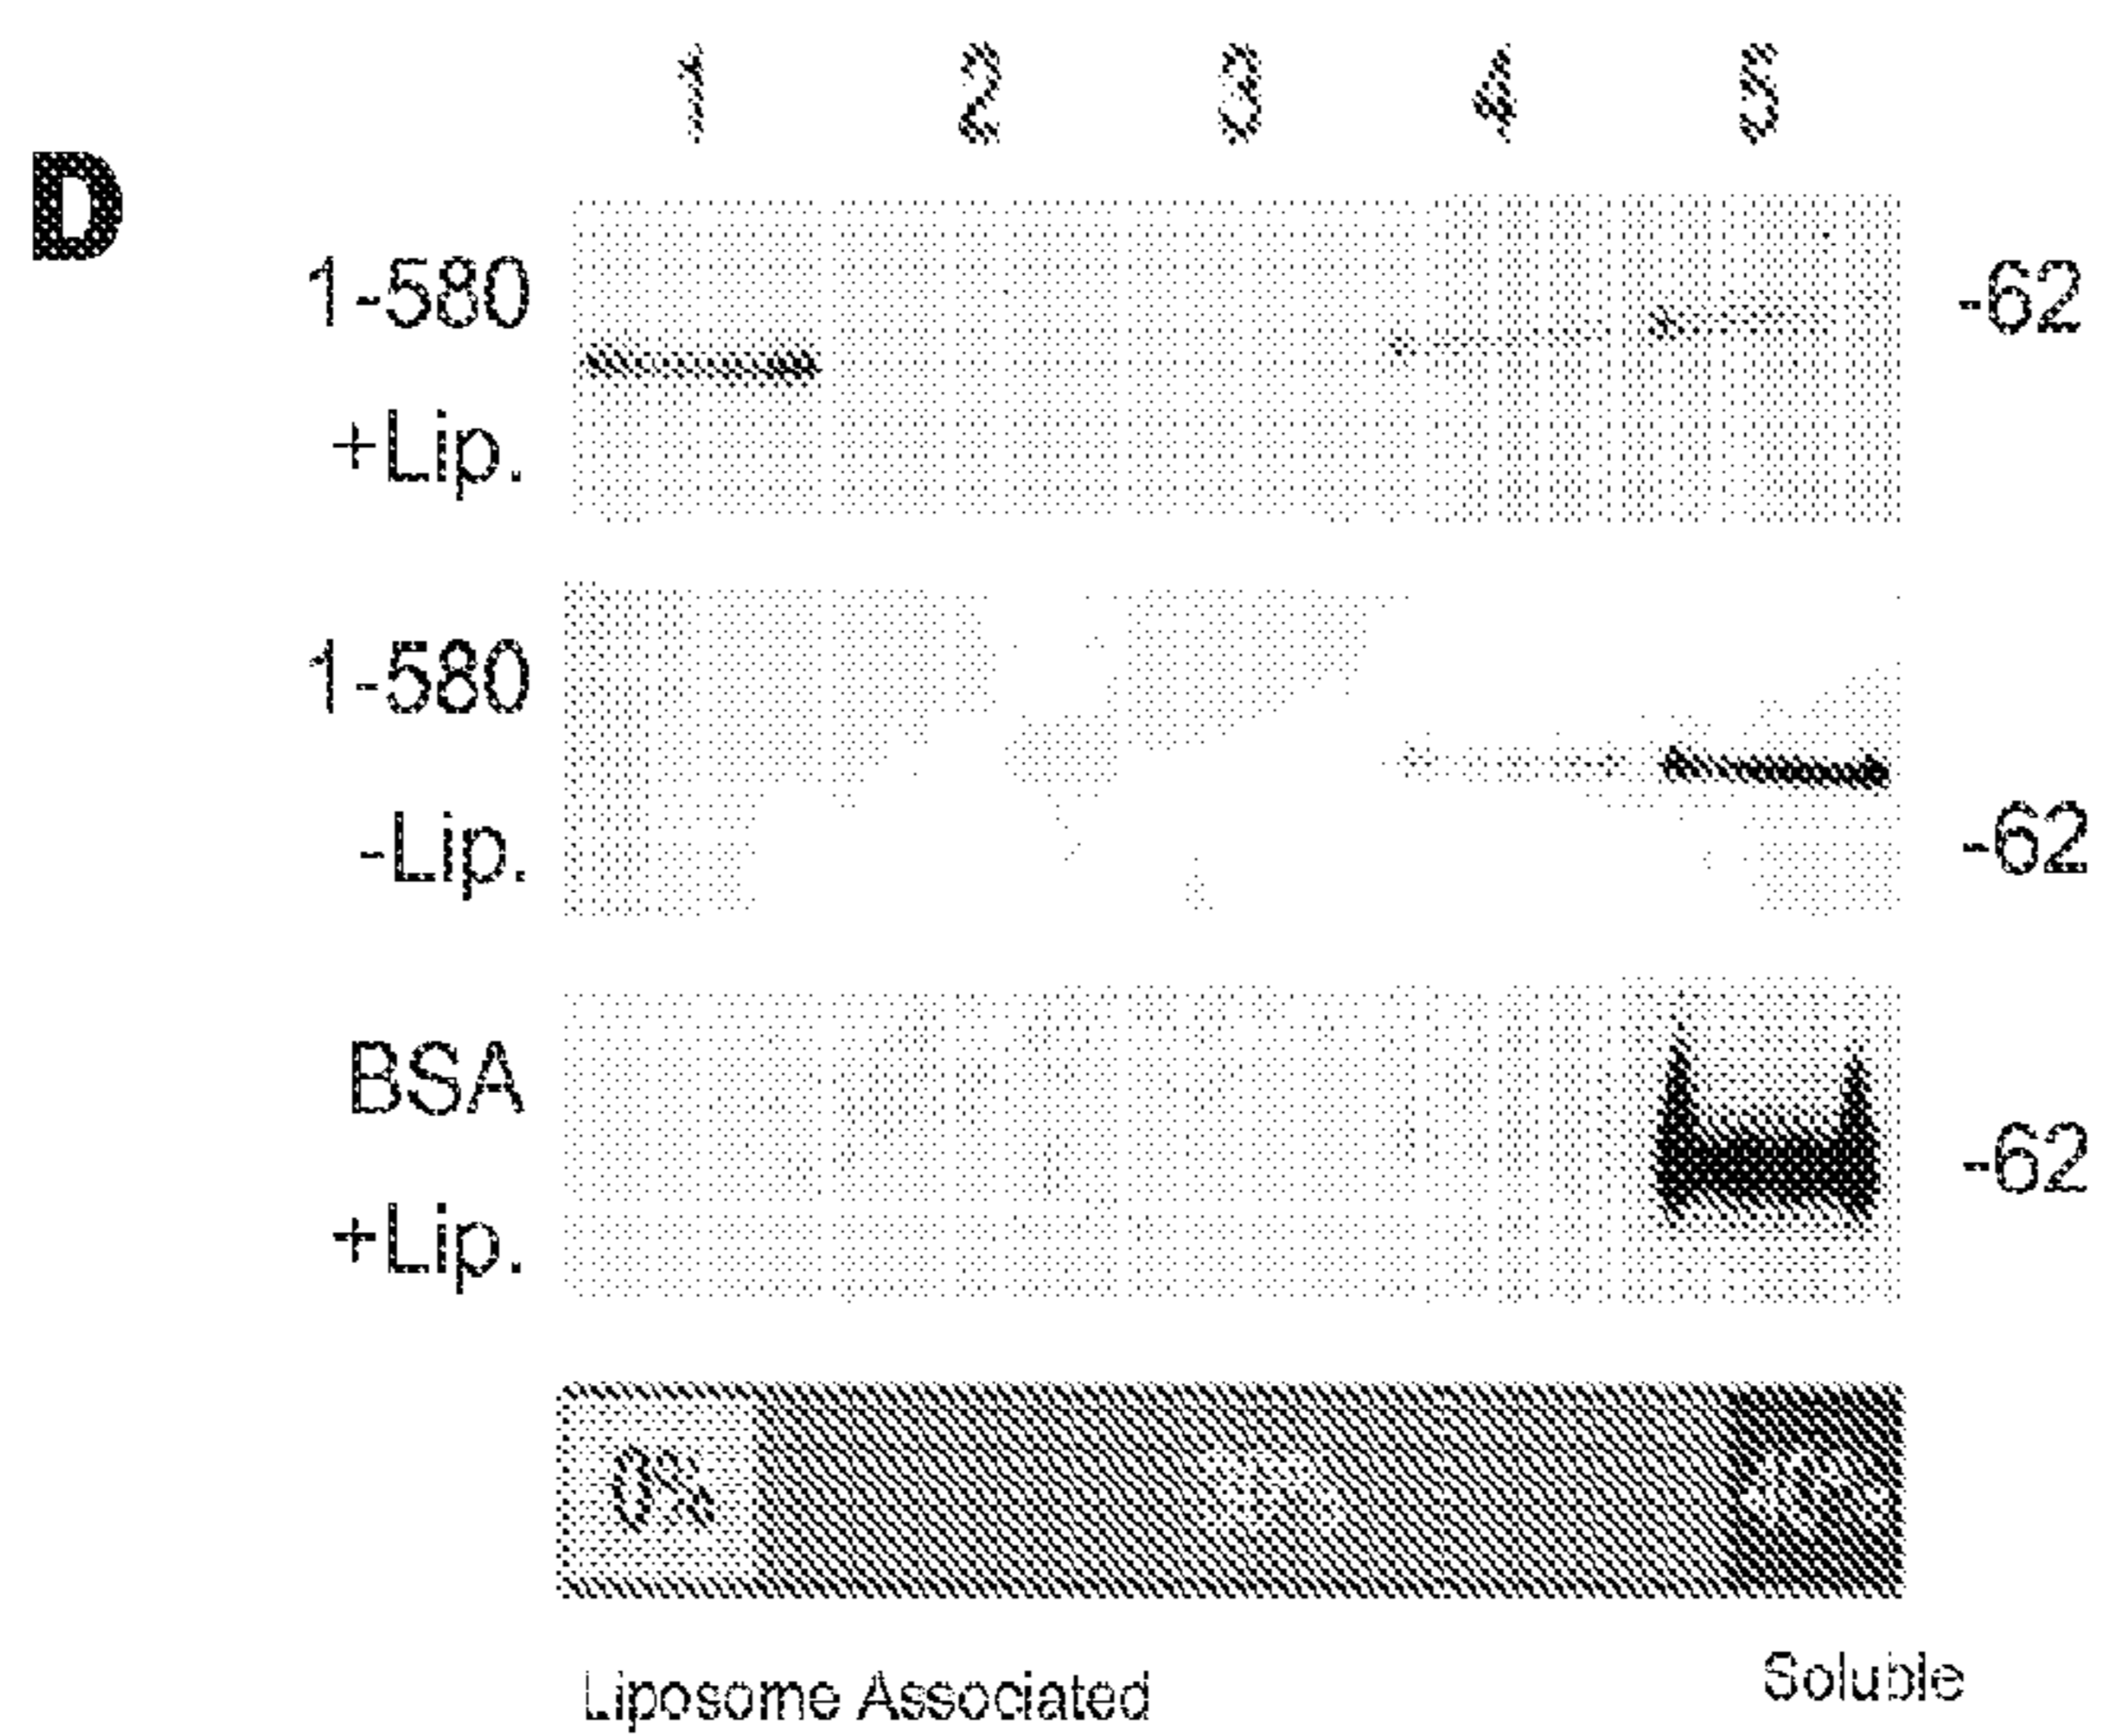 1 2 3 4 5
D
1-580 -62
+Lip.
1-580
-Lip. -62
BSA -62
+Lip.
0%
Liposome Associated Soluble